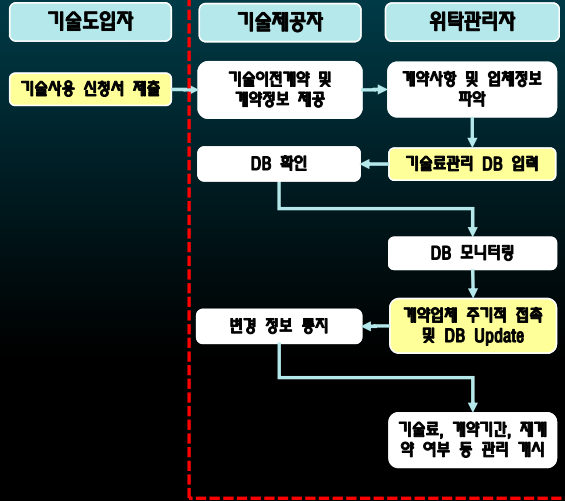 기술도입자
기술제공자
위탁관리자
기술사용 신청서 제출
기술이전계약 및
계약정보 제공
계약사항 및 업체정보
파악
DB 확인
기술료관리 DB 입력
DB 모니터링
변경 정보 통지
계약업체 주기적 접촉
및 DB Update
기술료, 계약기간, 재계
약 여부 등 관리 개시